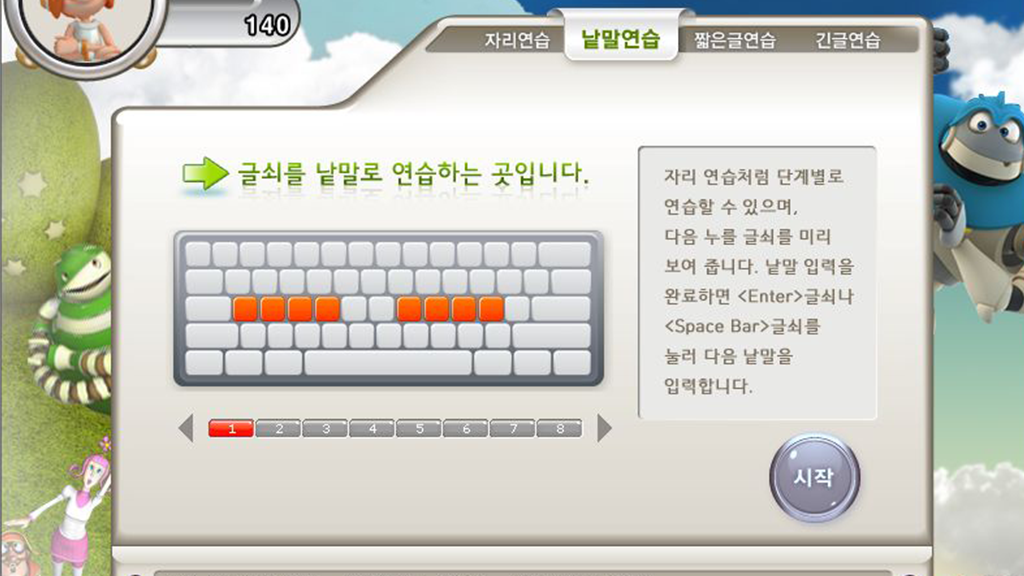 140
자리연습 낱말연습 짧은글연습 긴글연습
글쇠를 낱말로 연습하는 곳입니다.
자리 연습처럼 단계별로
연습할 수 있으며,
다음 누를 글쇠를 미리
보여 줍니다. 낱말 입력을
완료하면 <Enter>글쇠나
<Space Bar>글쇠를
눌러 다음 낱말을
입력합니다.
1 2 3 4 5 6 7 8
시작